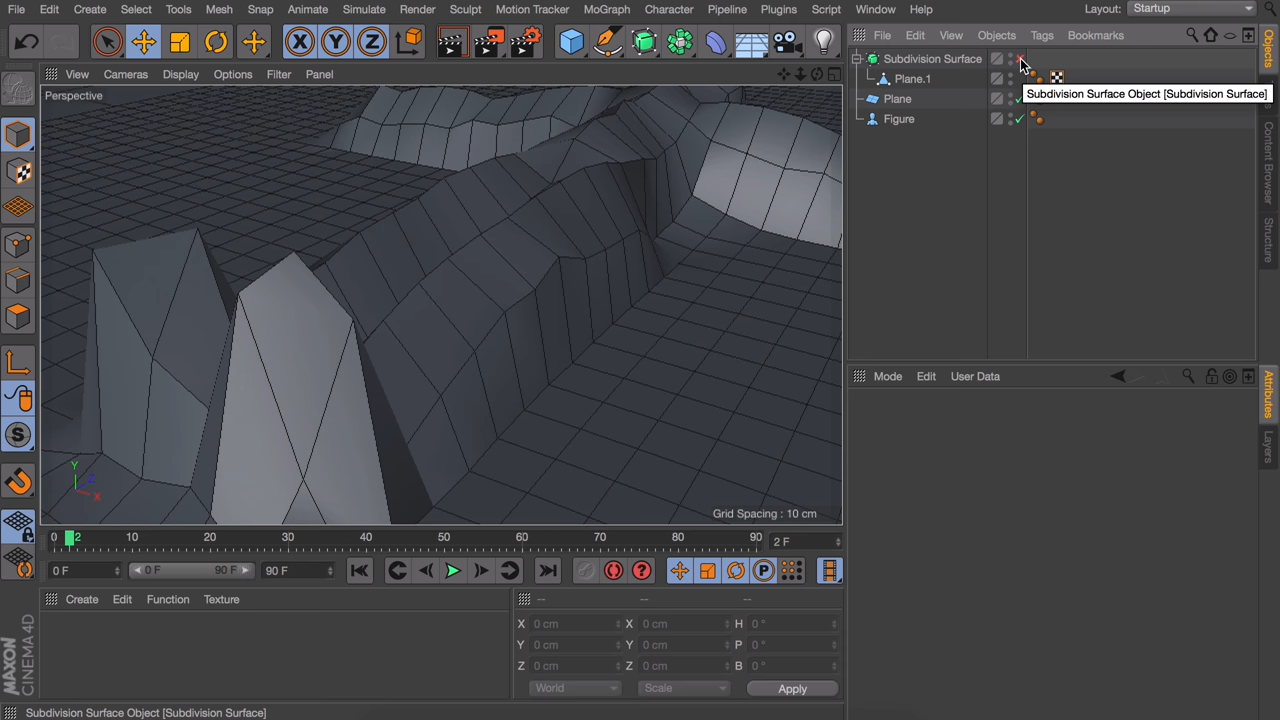 File Edit Create Select Tools Mesh Snap Animate Simulate Render Sculpt Motion Tracker MoGraph Character Pipeline Plugins Script Window Help Layout: Startup
File Edit View Objects Tags Bookmarks
Objects
Content Browser
Structure
Subdivision Surface
Plane.1
Subdivision Surface Object [Subdivision Surface]
Plane
Figure
View Cameras Display Options Filter Panel
Perspective
X Y Z
S
Y
Z
X
Grid Spacing : 10 cm
Mode Edit User Data
Attributes
Layers
0 2 10 20 30 40 50 60 70 80 90 2 F
0 F 0 F 90 F 90 F
P
Create Edit Function Texture
-- -- --
X 0 cm X 0 cm H 0 °
Y 0 cm Y 0 cm P 0 °
Z 0 cm Z 0 cm B 0 °
World Scale Apply
MAXON
CINEMA 4D
Subdivision Surface Object [Subdivision Surface]